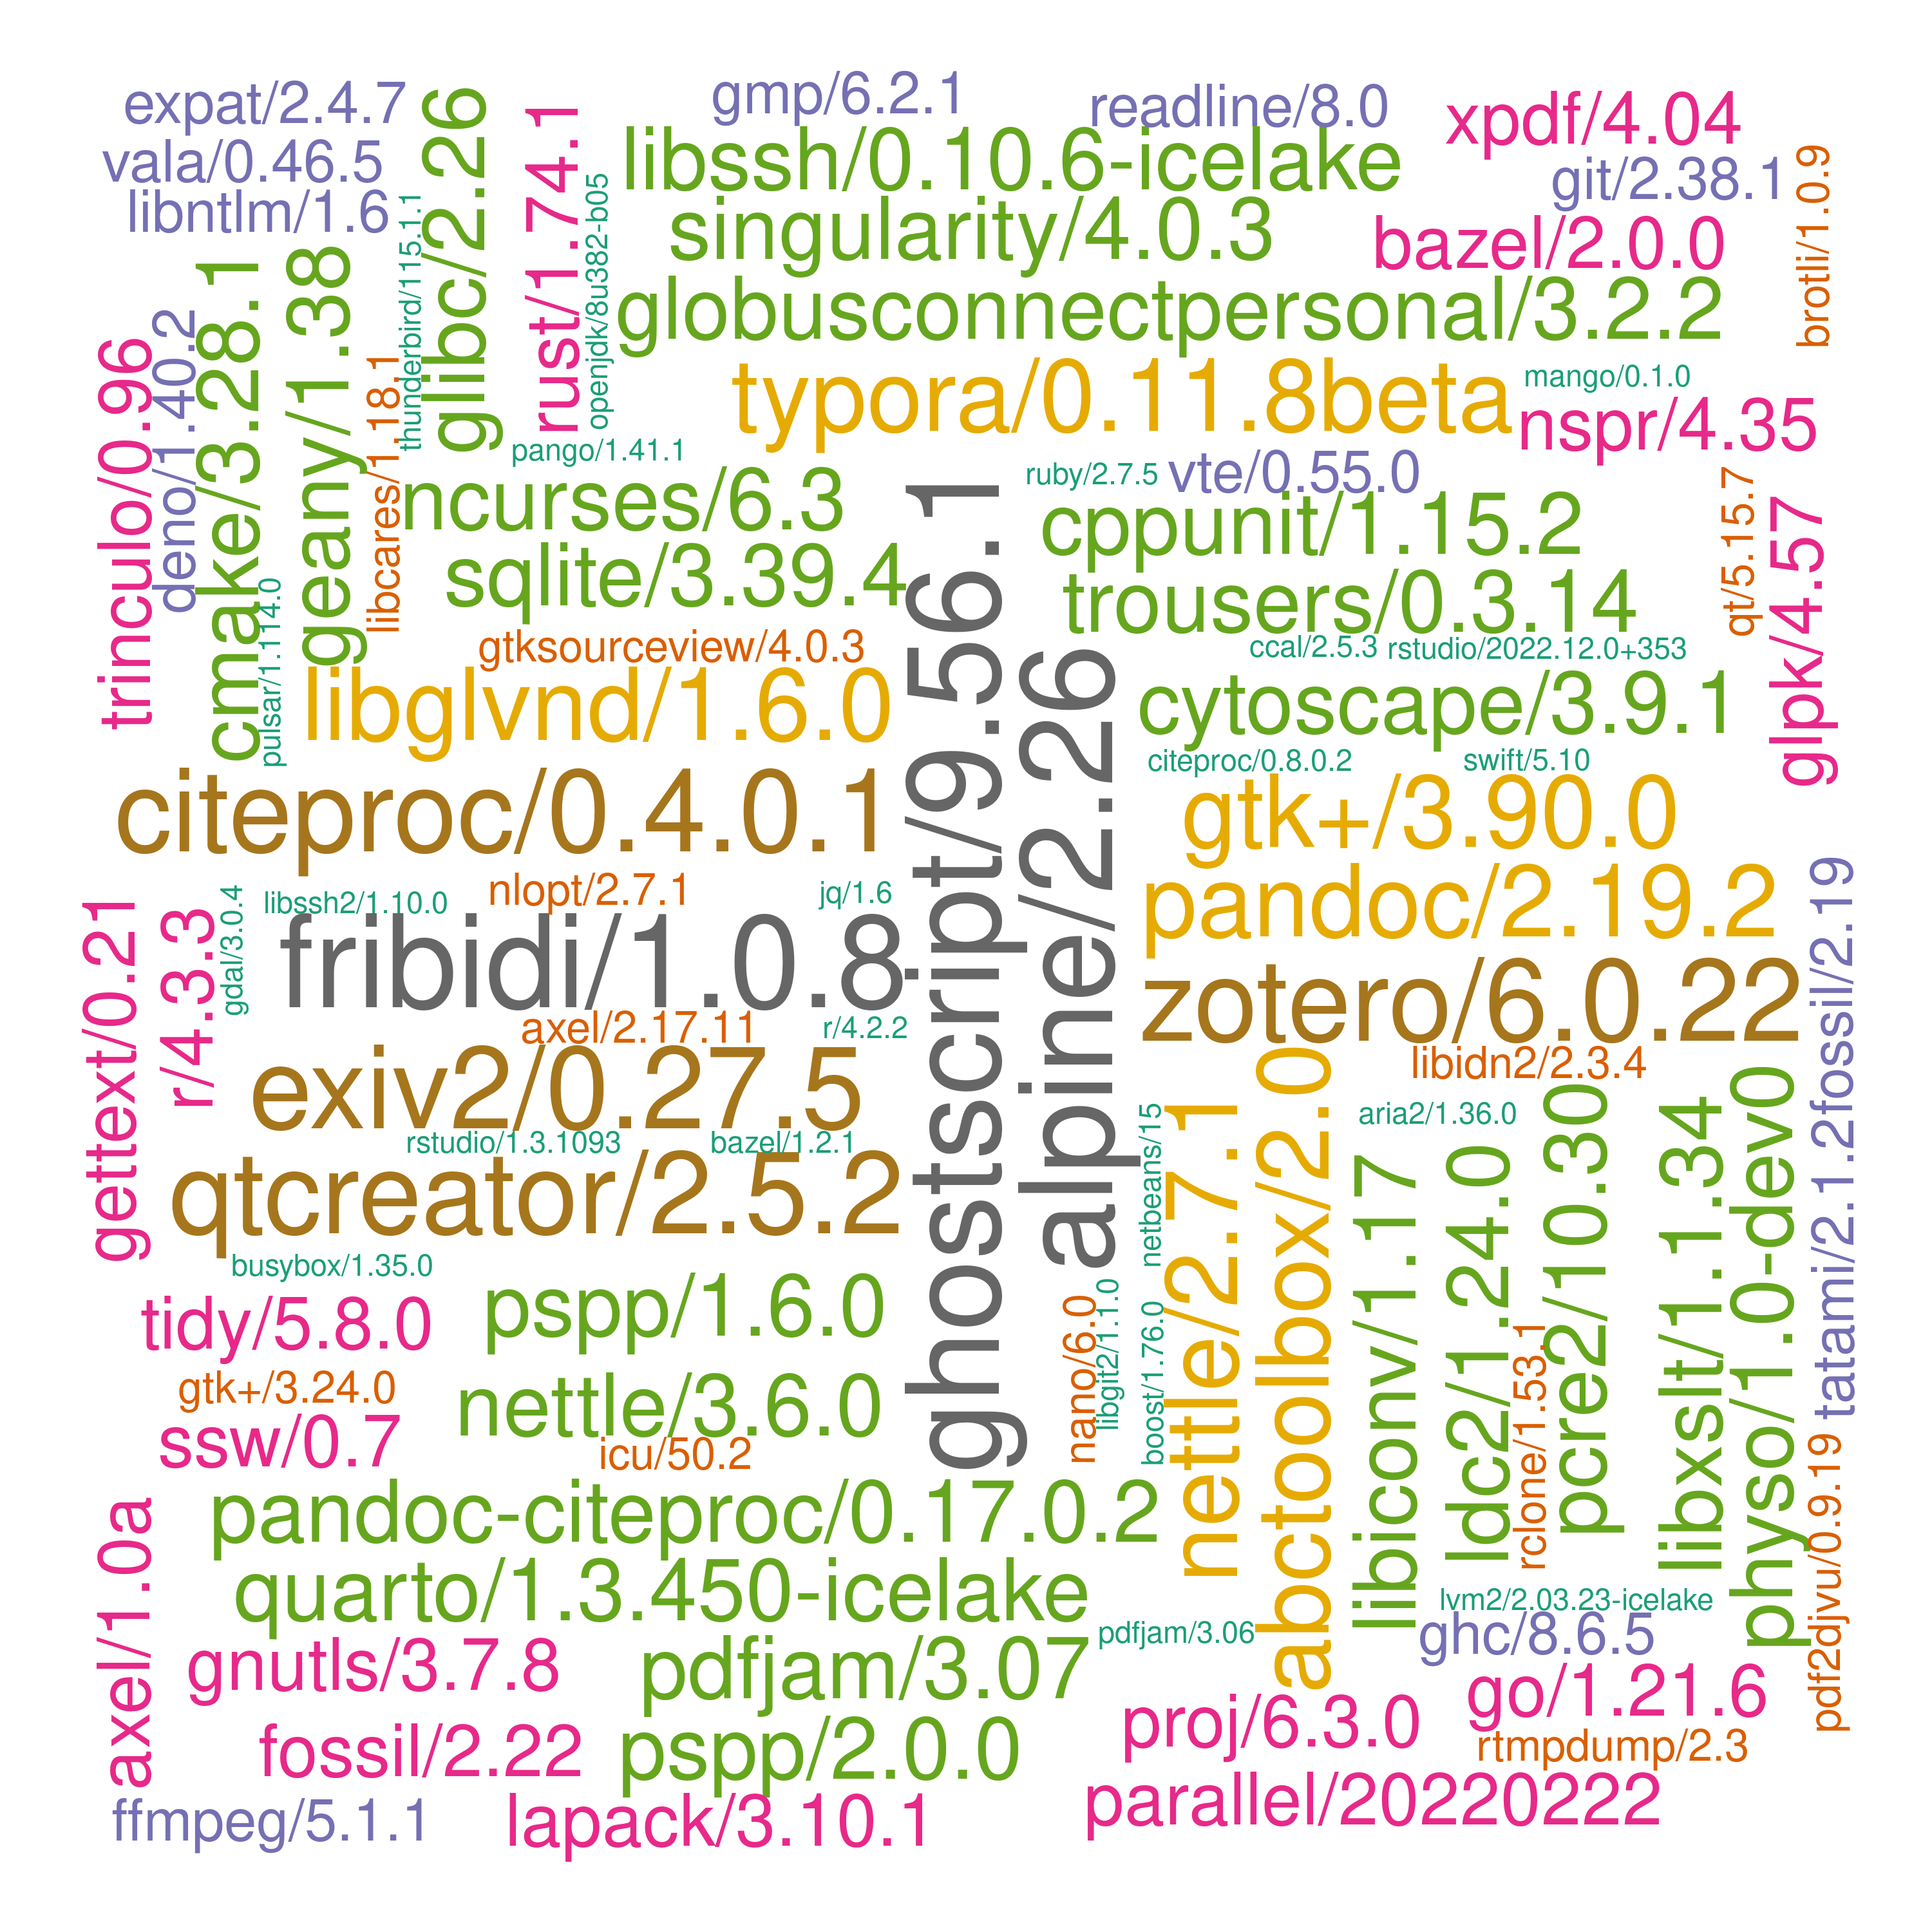 expat/2.4.7
gmp/6.2.1
readline/8.0
xpdf/4.04
vala/0.46.5
libssh/0.10.6-icelake
git/2.38.1
brotli/1.0.9
libntlm/1.6
glibc/2.26
rust/1.74.1
openjdk/8u382-b05
thunderbird/115.1.1
singularity/4.0.3
bazel/2.0.0
globusconnectpersonal/3.2.2
trinculo/0.96
deno/1.40.2
cmake/3.28.1
geany/1.38
libcares/1.18.1
typora/0.11.8beta
mango/0.1.0
nspr/4.35
pango/1.41.1
ruby/2.7.5
vte/0.55.0
ncurses/6.3
cppunit/1.15.2
qt/5.15.7
glpk/4.57
sqlite/3.39.4
trousers/0.3.14
pulsar/1.114.0
gtksourceview/4.0.3
ccal/2.5.3
rstudio/2022.12.0+353
libglvnd/1.6.0
ghostscript/9.56.1
alpine/2.26
cytoscape/3.9.1
citeproc/0.8.0.2
swift/5.10
citeproc/0.4.0.1
gtk+/3.90.0
gettext/0.21
r/4.3.3
gdal/3.0.4
libssh2/1.10.0
nlopt/2.7.1
jq/1.6
pandoc/2.19.2
fossil/2.19
fribidi/1.0.8
zotero/6.0.22
axel/2.17.11
r/4.2.2
libidn2/2.3.4
exiv2/0.27.5
aria2/1.36.0
rstudio/1.3.1093
bazel/1.2.1
netbeans/15
qtcreator/2.5.2
nettle/2.7.1
abctoolbox/2.0
libiconv/1.17
ldc2/1.24.0
pcre2/10.30
libxslt/1.1.34
physo/1.0-dev0
tatami/2.1.2
busybox/1.35.0
tidy/5.8.0
pspp/1.6.0
nano/6.0
libgit2/1.1.0
boost/1.76.0
rclone/1.53.1
gtk+/3.24.0
nettle/3.6.0
ssw/0.7
icu/50.2
pdf2djvu/0.9.19
axel/1.0a
pandoc-citeproc/0.17.0.2
quarto/1.3.450-icelake
lvm2/2.03.23-icelake
pdfjam/3.06
ghc/8.6.5
gnutls/3.7.8
pdfjam/3.07
go/1.21.6
proj/6.3.0
fossil/2.22
pspp/2.0.0
rtmpdump/2.3
ffmpeg/5.1.1
lapack/3.10.1
parallel/20220222